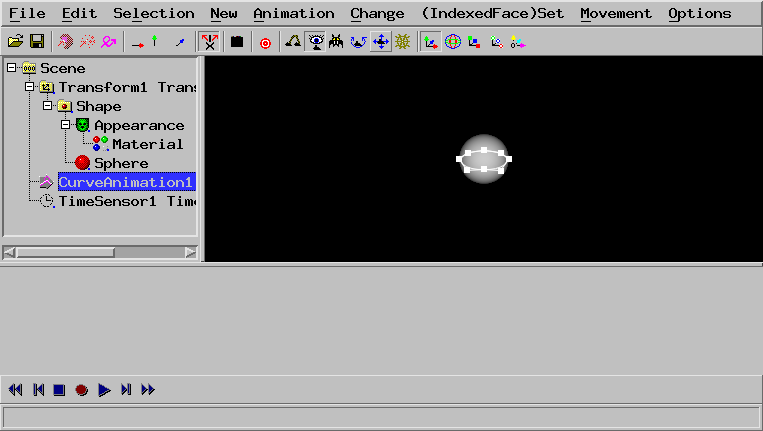 File Edit Selection New Animation Change (IndexedFace)Set Movement Options
Scene
Transform1 Trans
Shape
Appearance
Material
Sphere
CurveAnimation1
TimeSensor1 Time